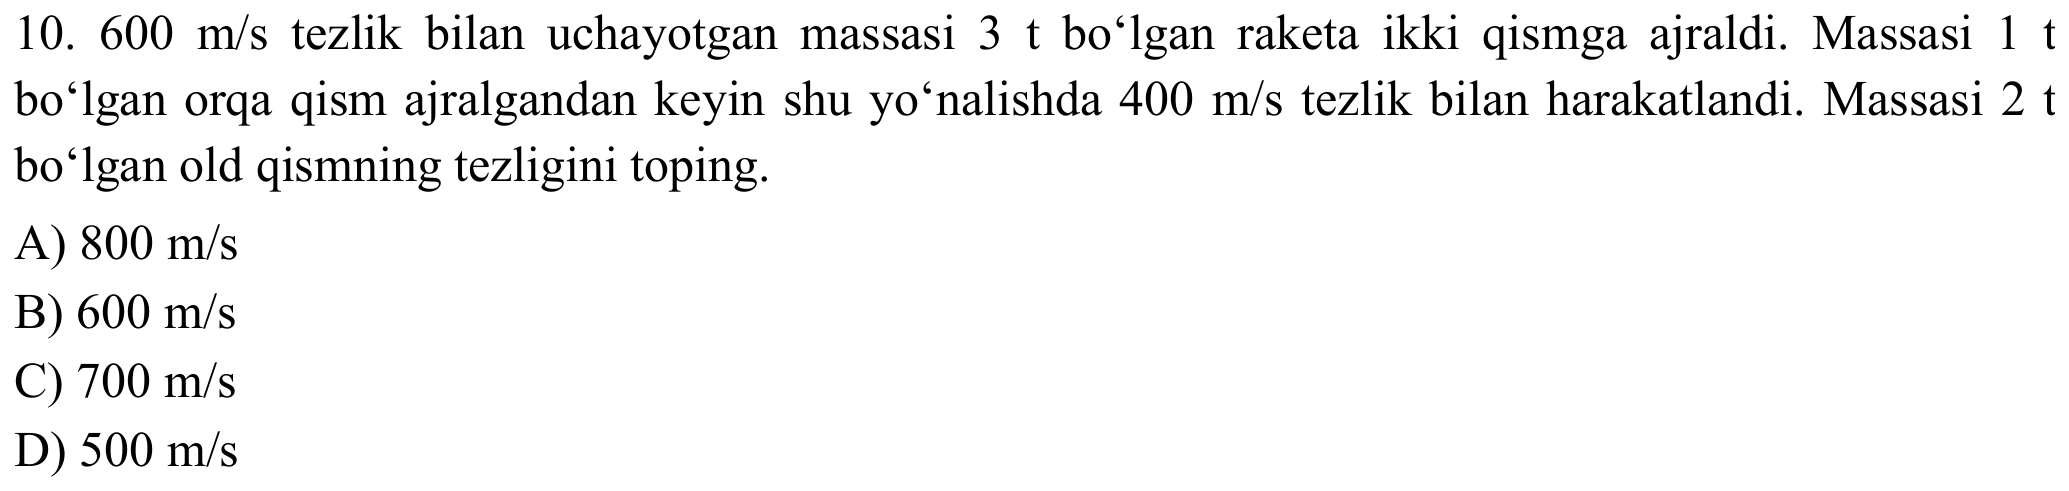 10. 600 m/s tezlik bilan uchayotgan massasi 3 t bo‘lgan raketa ikki qismga ajraldi. Massasi 1 t
bo‘lgan orqa qism ajralgandan keyin shu yo‘nalishda 400 m/s tezlik bilan harakatlandi. Massasi 2 t
bo‘lgan old qismning tezligini toping.
A) 800 m/s
B) 600 m/s
C) 700 m/s
D) 500 m/s